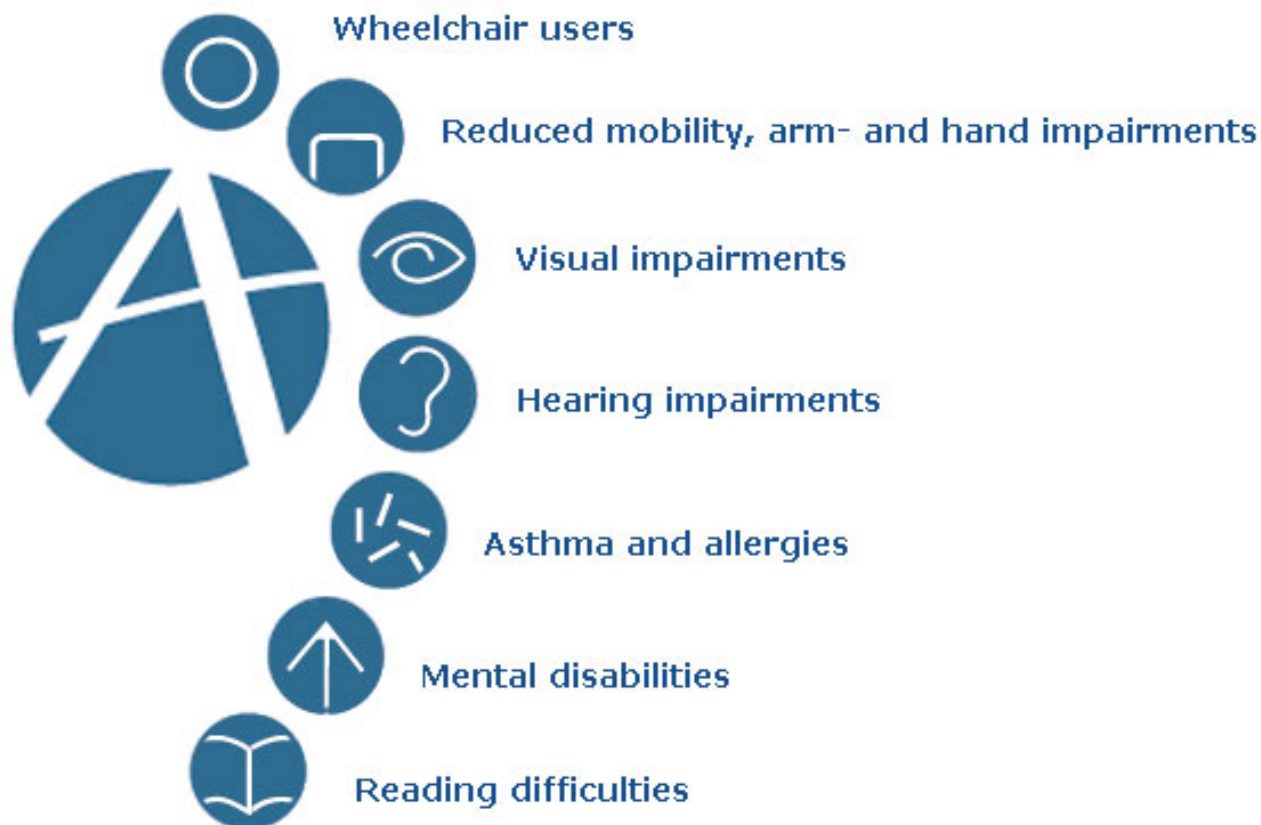 Wheelchair users
Reduced mobility, arm- and hand impairments
A
Visual impairments
Hearing impairments
Asthma and allergies
Mental disabilities
Reading difficulties